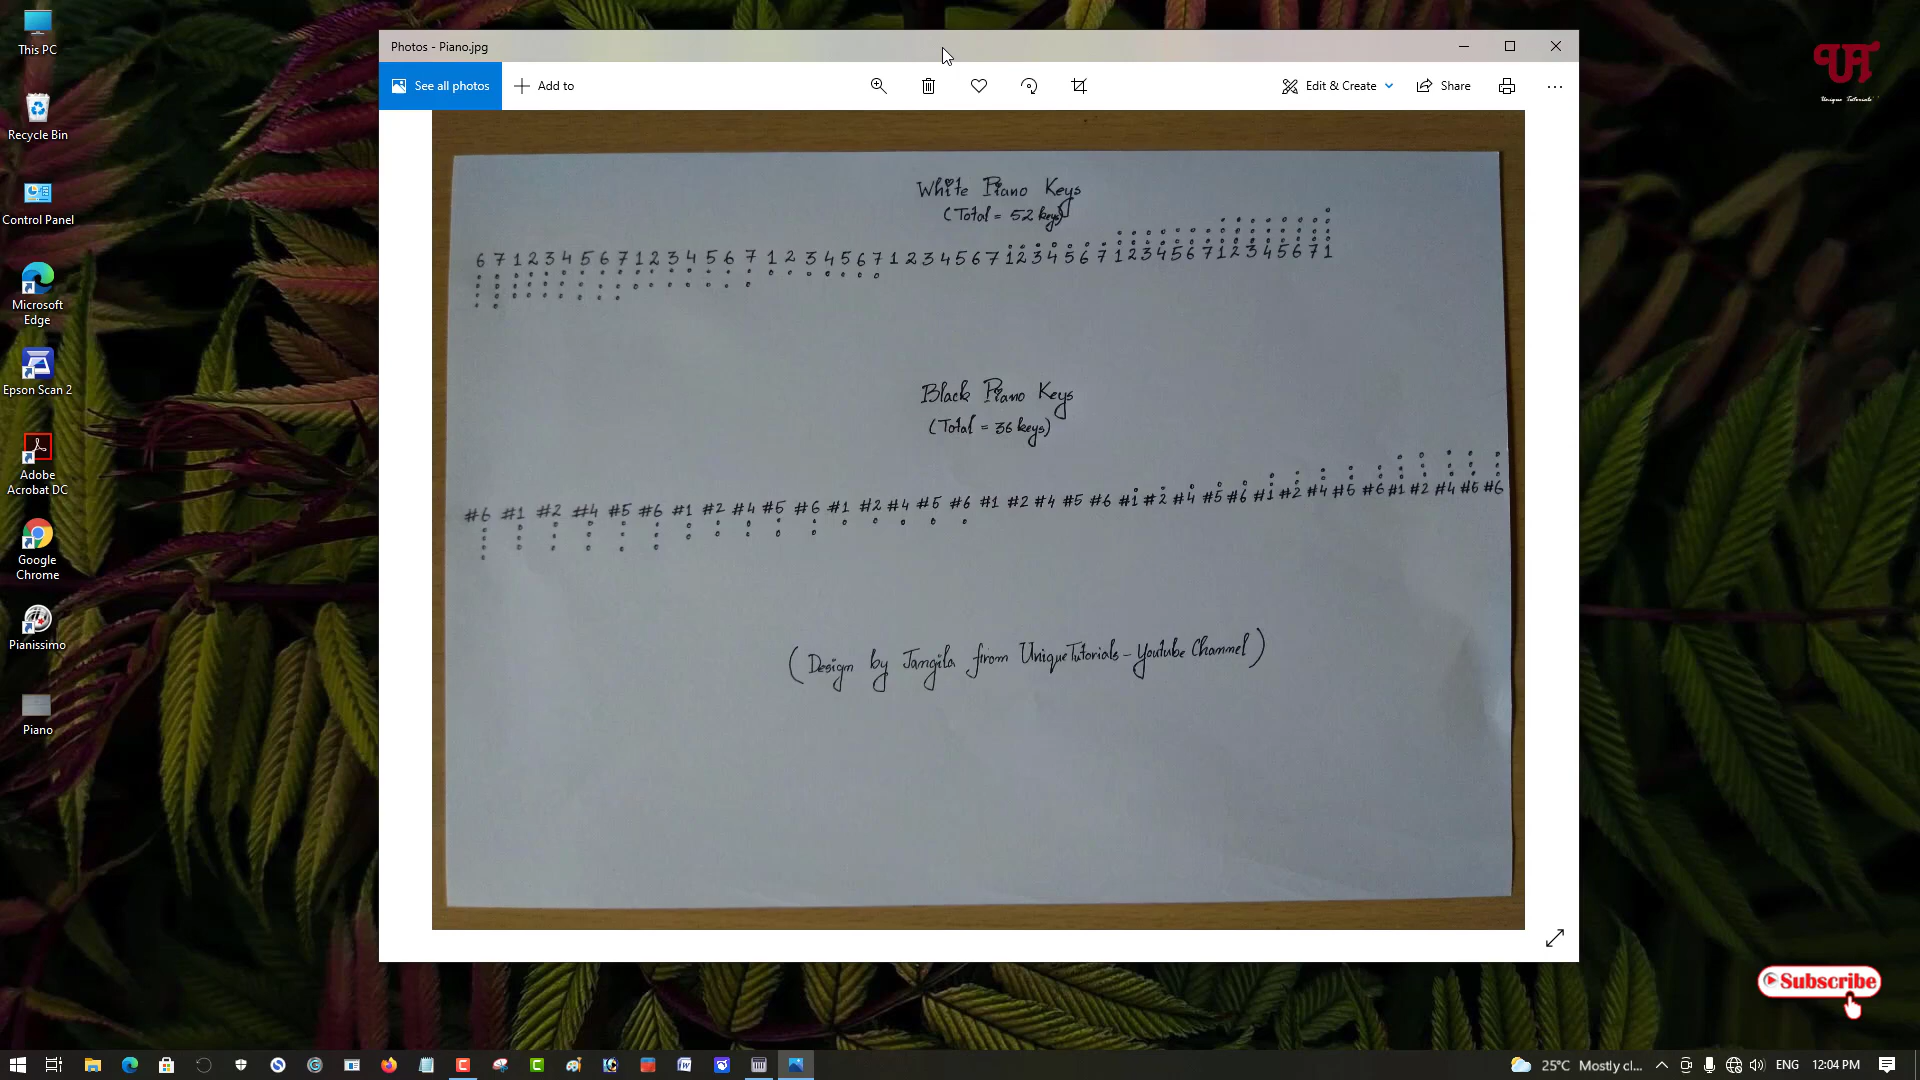 This PC
Recycle Bin
Control Panel
Microsoft
Edge
Epson Scan 2
Adobe
Acrobat DC
Google
Chrome
Pianissimo
Piano
Photos - Piano.jpg
See all photos
Add to
Edit & Create
Share
White Piano Keys
(Total = 52 keys)
6 7 1 2 3 4 5 6 7 1 2 3 4 5 6 7 1 2 3 4 5 6 7 1 2 3 4 5 6 7 1 2 3 4 5 6 7 1 2 3 4 5 6 7 1 2 3 4 5 6 7 1
Black Piano Keys
(Total = 36 keys)
#6 #1 #2 #4 #5 #6 #1 #2 #4 #5 #6 #1 #2 #4 #5 #6 #1 #2 #4 #5 #6 #1 #2 #4 #5 #6 #1 #2 #4 #5 #6 #1 #2 #4 #5 #6
(Design by Tangila from UniqueTutorials - Youtube Channel)
UT
Unique Tutorials
Subscribe
25°C Mostly cl...
ENG
12:04 PM